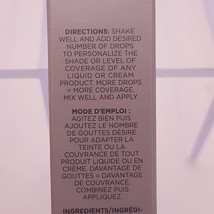 DIRECTIONS: SHAKE
WELL AND ADD DESIRED
NUMBER OF DROPS
TO PERSONALIZE THE
SHADE OR LEVEL OF
COVERAGE OF ANY
LIQUID OR CREAM
PRODUCT. MORE DROPS
= MORE COVERAGE.
MIX WELL AND APPLY
MODE D'EMPLOI :
AGITEZ BIEN PUIS
AJOUTEZ LE NOMBRE
DE GOUTTES DÉSIRÉ
POUR ADAPTER LA
TEINTE OU LA
COUVRANCE DE TOUT
PRODUIT LIQUIDE OU EN
CRÈME. DAVANTAGE DE
GOUTTES = DAVANTAGE
DE COUVRANCE.
COMBINEZ PUIS
APPLIQUEZ.
INGREDIENTS/INGRÉDI-